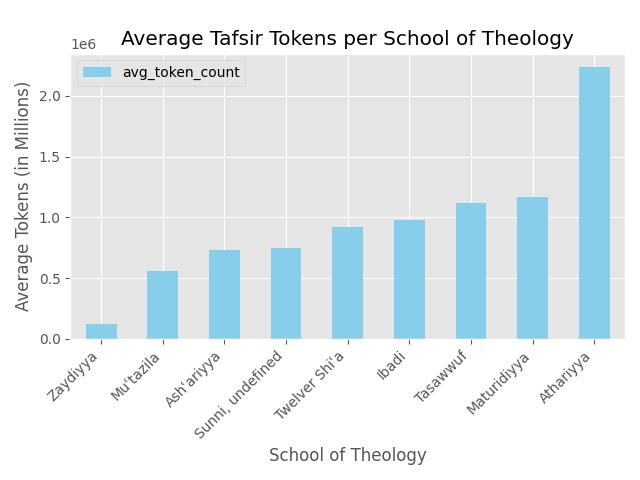 Average Tafsir Tokens per School of Theology
1e6
avg_token_count
Average Tokens (in Millions)
2.0
1.5
1.0
0.5
0.0
Zaydiyya
Mu'tazila
Ash'ariyya
Sunni, undefined
Twelver Shi'a
Ibadi
Tasawwuf
Maturidiyya
Athariyya
School of Theology